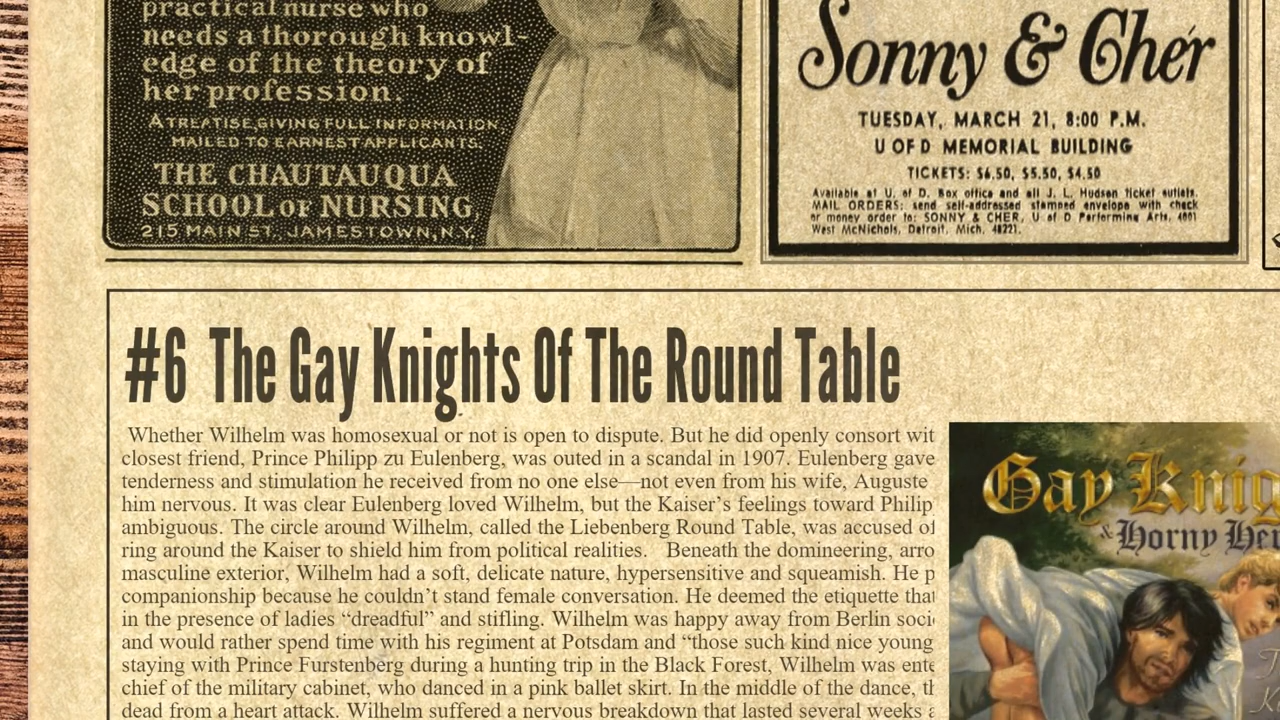 practical nurse who
needs a thorough knowl-
edge of the theory of
her profession.
A TREATISE GIVING FULL INFORMATION,
MAILED TO EARNEST APPLICANTS.
THE CHAUTAUQUA
SCHOOL OF NURSING
215 MAIN ST. JAMESTOWN, N.Y.
Sonny & Cher
TUESDAY, MARCH 21, 8:00 P.M.
U OF D MEMORIAL BUILDING
TICKETS: $6.50, $5.50, $4.50
Available at U. of D. Box office and all J. L. Hudson ticket outlets.
MAIL ORDERS: send self-addressed stamped envelope with check
or money order to: SONNY & CHER, U of D Performing Arts, 4001
West McNichols, Detroit, Mich. 48221.
#6 The Gay Knights Of The Round Table
Whether Wilhelm was homosexual or not is open to dispute. But he did openly consort wit
closest friend, Prince Philipp zu Eulenberg, was outed in a scandal in 1907. Eulenberg gave
tenderness and stimulation he received from no one else—not even from his wife, Auguste
him nervous. It was clear Eulenberg loved Wilhelm, but the Kaiser's feelings toward Philip
ambiguous. The circle around Wilhelm, called the Liebenberg Round Table, was accused of
ring around the Kaiser to shield him from political realities. Beneath the domineering, arro
masculine exterior, Wilhelm had a soft, delicate nature, hypersensitive and squeamish. He p
companionship because he couldn't stand female conversation. He deemed the etiquette that
in the presence of ladies “dreadful” and stifling. Wilhelm was happy away from Berlin soci
and would rather spend time with his regiment at Potsdam and “those such kind nice young
staying with Prince Furstenberg during a hunting trip in the Black Forest, Wilhelm was ente
chief of the military cabinet, who danced in a pink ballet skirt. In the middle of the dance, th
dead from a heart attack. Wilhelm suffered a nervous breakdown that lasted several weeks a
Gay Knig
& Horny Her